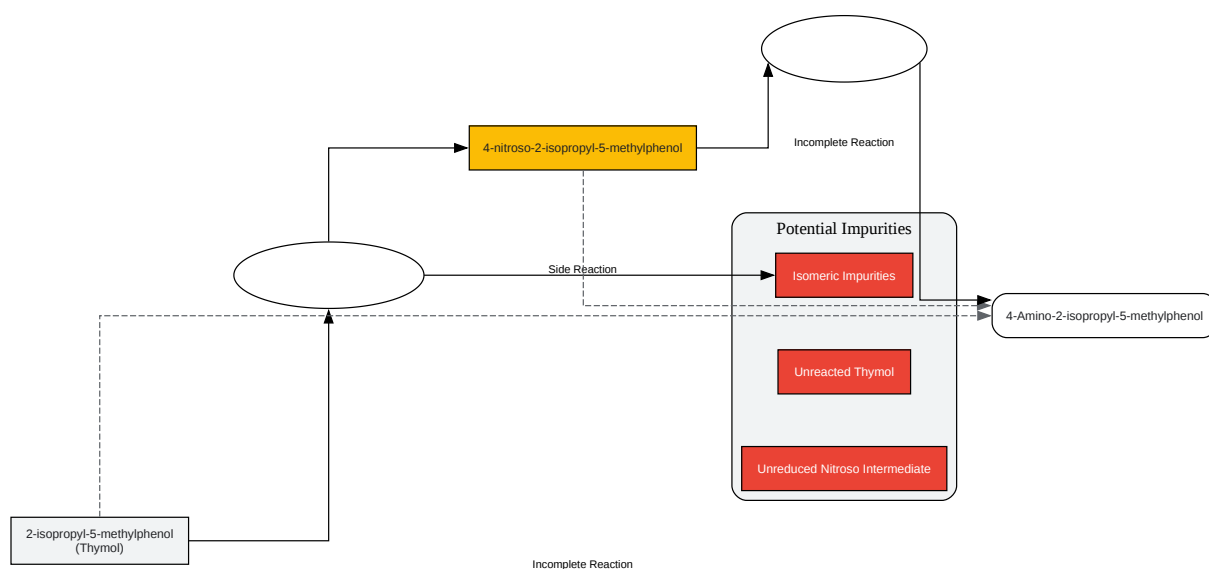 Incomplete Reaction
4-nitroso-2-isopropyl-5-methylphenol
Potential Impurities
Side Reaction
Isomeric Impurities
4-Amino-2-isopropyl-5-methylphenol
Unreacted Thymol
Unreduced Nitroso Intermediate
2-isopropyl-5-methylphenol
(Thymol)
Incomplete Reaction